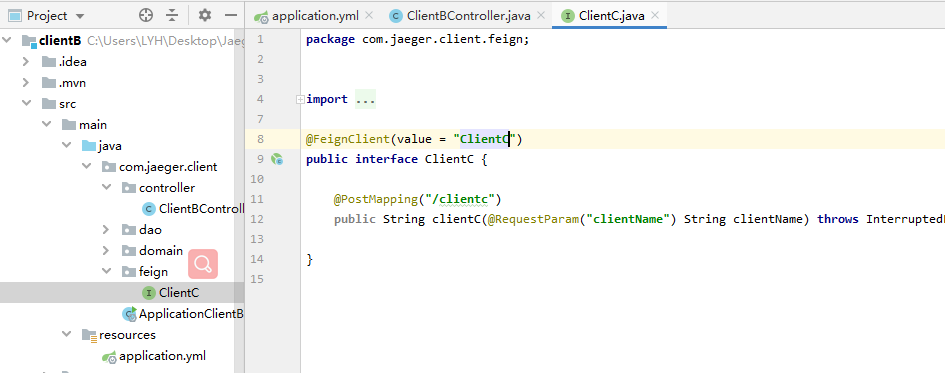 Project
application.yml
ClientBController.java
ClientC.java
clientB C:\Users\LYH\Desktop\Jae
.idea
.mvn
src
main
java
com.jaeger.client
controller
ClientBControll
dao
domain
feign
ClientC
ApplicationClientB
resources
application.yml
1 package com.jaeger.client.feign;
2
3
4 import ...
7
8 @FeignClient(value = "ClientC")
9 public interface ClientC {
10
11 @PostMapping("/clientc")
12 public String clientC(@RequestParam("clientName") String clientName) throws Interrupted
13
14 }
15